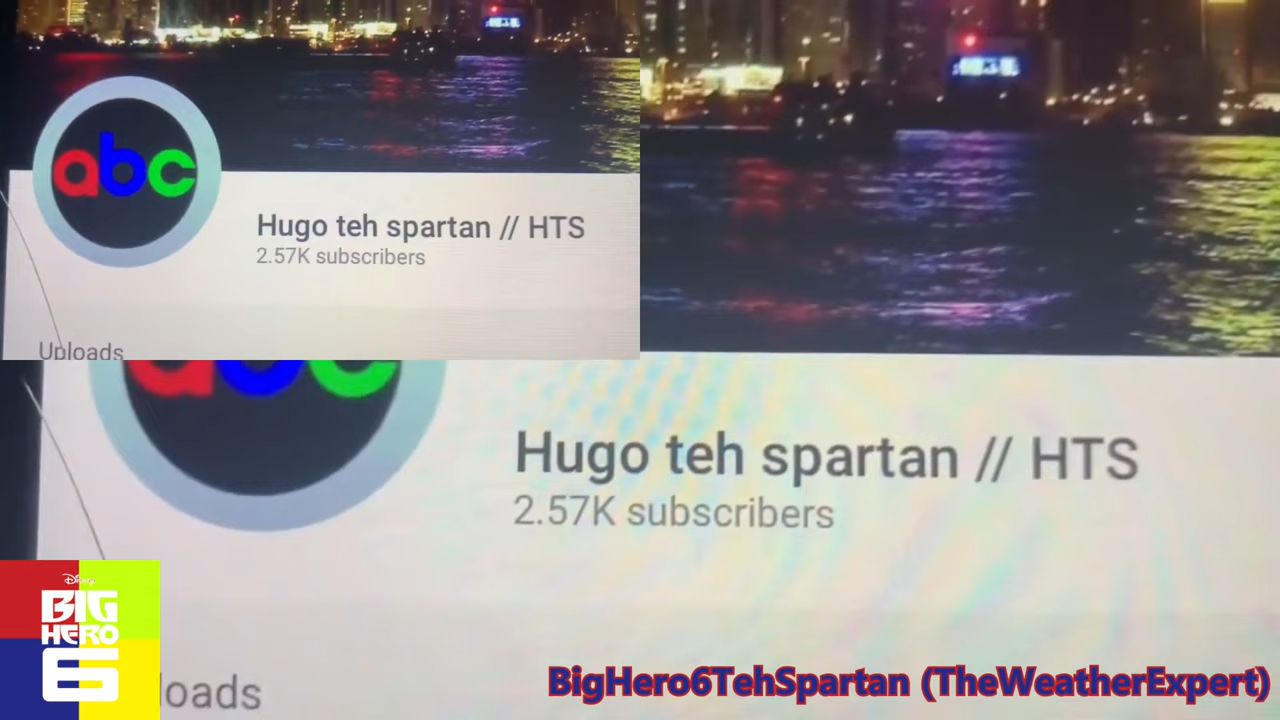 abc
Hugo teh spartan // HTS
2.57K subscribers
Uploads
abc
Hugo teh spartan // HTS
2.57K subscribers
loads
Disney
BIG
HERO
6
BigHero6TehSpartan (TheWeatherExpert)